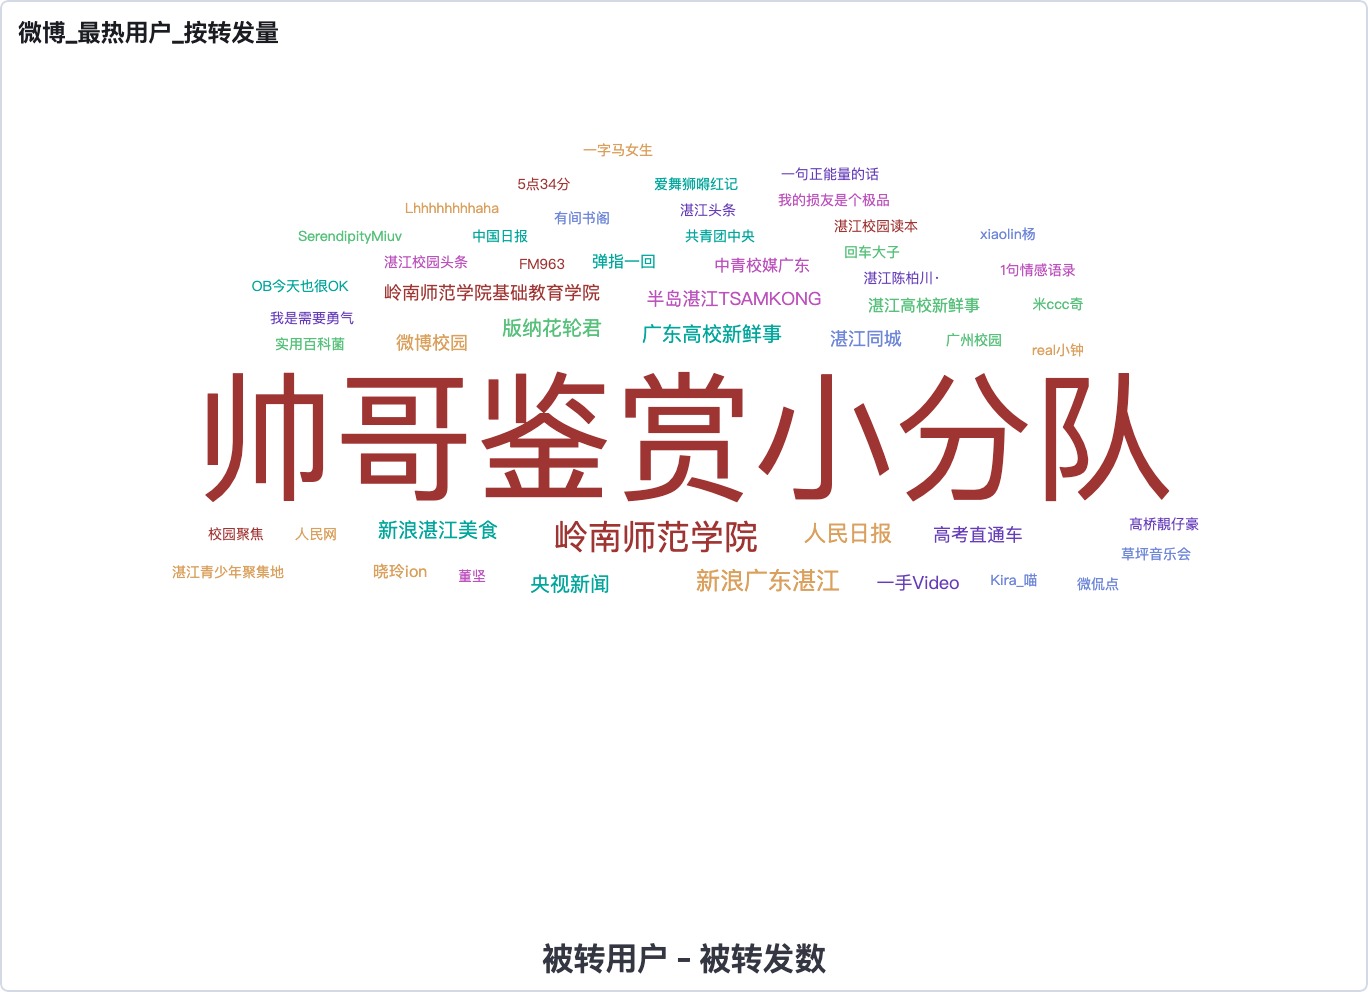 微博_最热用户_按转发量
一字马女生
一句正能量的话
5点34分
爱舞狮嘚红记
我的损友是个极品
Lhhhhhhhhaha
有间书阁
湛江头条
湛江校园读本
SerendipityMiuv
中国日报
共青团中央
xiaolin杨
回车大子
湛江校园头条
FM963
弹指一回
中青校媒广东
1句情感语录
湛江陈柏川·
OB今天也很OK
岭南师范学院基础教育学院
半岛湛江TSAMKONG
湛江高校新鲜事
米ccc奇
我是需要勇气
版纳花轮君
广东高校新鲜事
湛江同城
广州校园
实用百科菌
微博校园
real小钟
帅哥鉴赏小分队
校园聚焦
人民网
新浪湛江美食
岭南师范学院
人民日报
高考直通车
髙桥靚仔豪
草坪音乐会
湛江青少年聚集地
晓玲ion
董坚
央视新闻
新浪广东湛江
一手Video
Kira_喵
微侃点
被转用户 - 被转发数